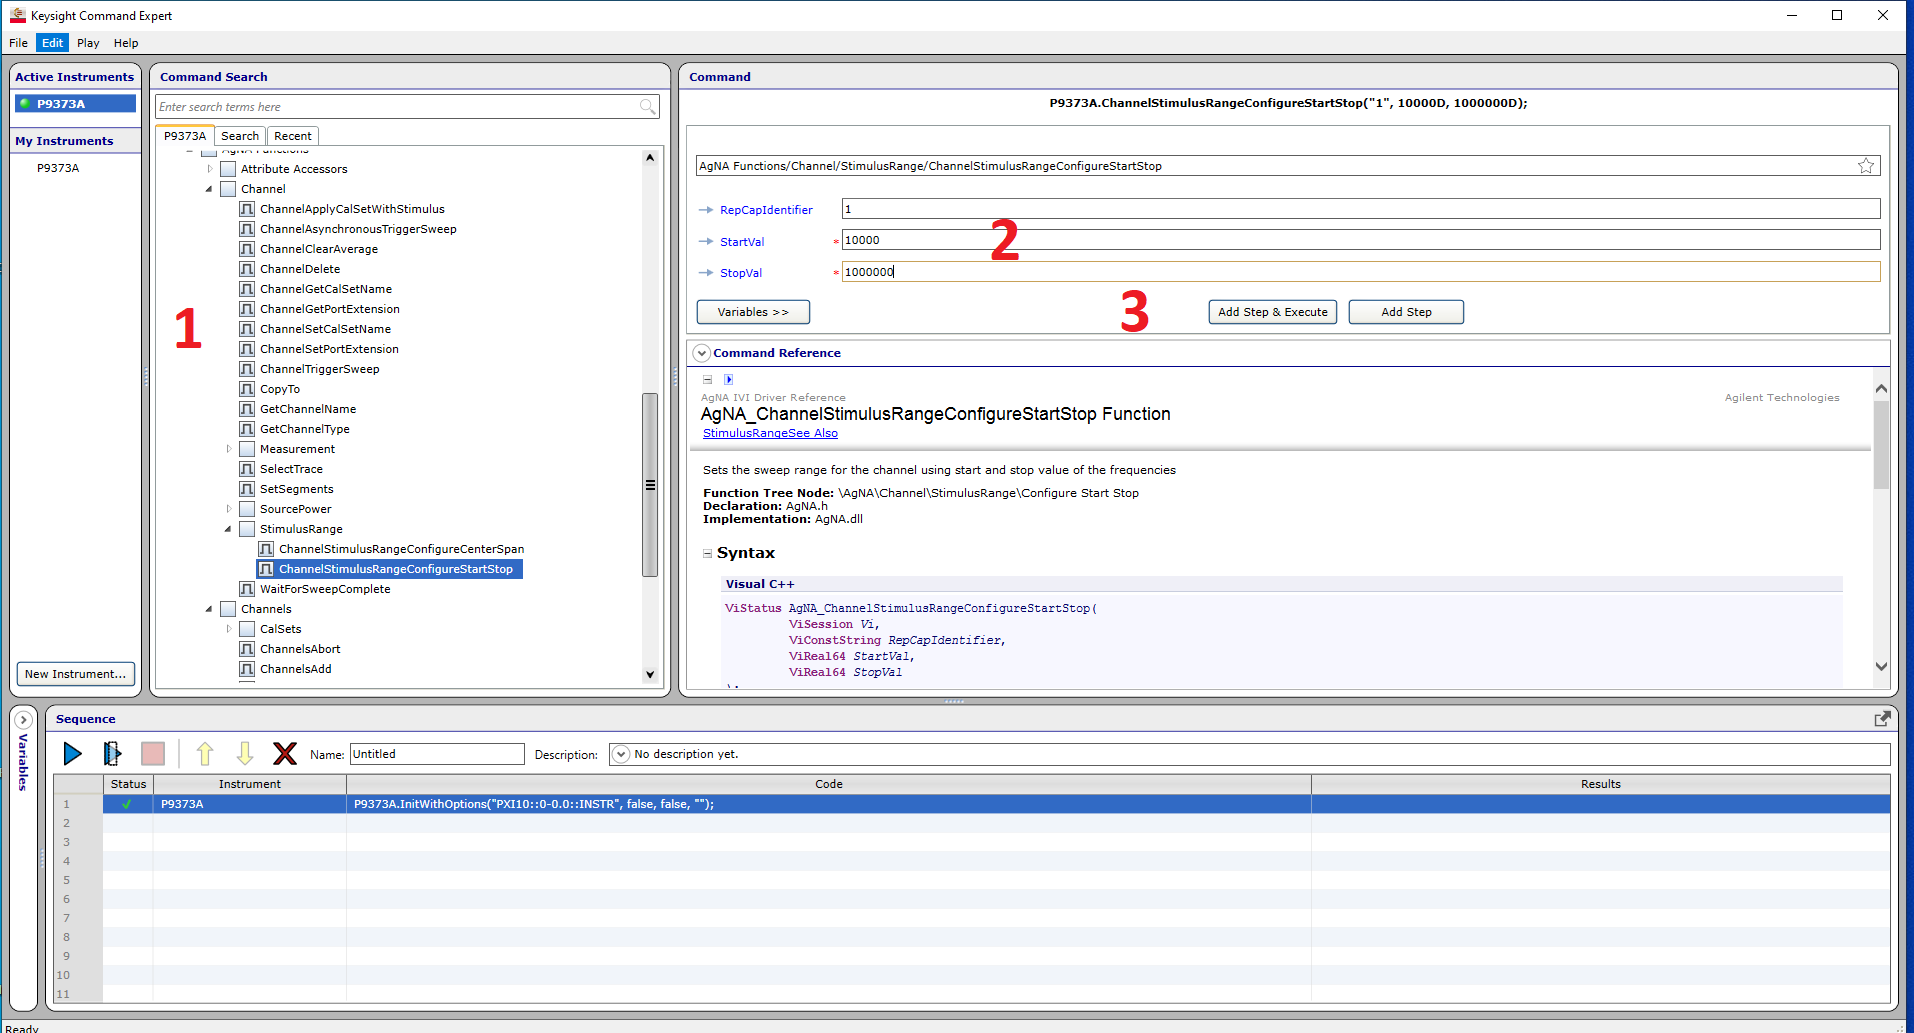 Keysight Command Expert
File Edit Play Help
Active Instruments
P9373A
My Instruments
P9373A
New Instrument...
Command Search
Enter search terms here
P9373A Search Recent
AgNA Functions
Attribute Accessors
Channel
ChannelApplyCalSetWithStimulus
ChannelAsynchronousTriggerSweep
ChannelClearAverage
ChannelDelete
ChannelGetCalSetName
ChannelGetPortExtension
ChannelSetCalSetName
ChannelSetPortExtension
ChannelTriggerSweep
CopyTo
GetChannelName
GetChannelType
Measurement
SelectTrace
SetSegments
SourcePower
StimulusRange
ChannelStimulusRangeConfigureCenterSpan
ChannelStimulusRangeConfigureStartStop
WaitForSweepComplete
Channels
CalSets
ChannelsAbort
ChannelsAdd
1
Command
P9373A.ChannelStimulusRangeConfigureStartStop("1", 10000D, 1000000D);
AgNA Functions/Channel/StimulusRange/ChannelStimulusRangeConfigureStartStop
RepCapIdentifier 1
StartVal * 10000
StopVal * 1000000
2
3
Variables >> Add Step & Execute Add Step
Command Reference
AgNA IVI Driver Reference Agilent Technologies
AgNA_ChannelStimulusRangeConfigureStartStop Function
StimulusRangeSee Also
Sets the sweep range for the channel using start and stop value of the frequencies
Function Tree Node: \AgNA\Channel\StimulusRange\Configure Start Stop
Declaration: AgNA.h
Implementation: AgNA.dll
Syntax
Visual C++
ViStatus AgNA_ChannelStimulusRangeConfigureStartStop(
ViSession Vi,
ViConstString RepCapIdentifier,
ViReal64 StartVal,
ViReal64 StopVal
Variables
Sequence
Name: Untitled Description: No description yet.
Status Instrument Code Results
1 P9373A P9373A.InitWithOptions("PXI10::0-0.0::INSTR", false, false, "");
2
3
4
5
6
7
8
9
10
11
Ready